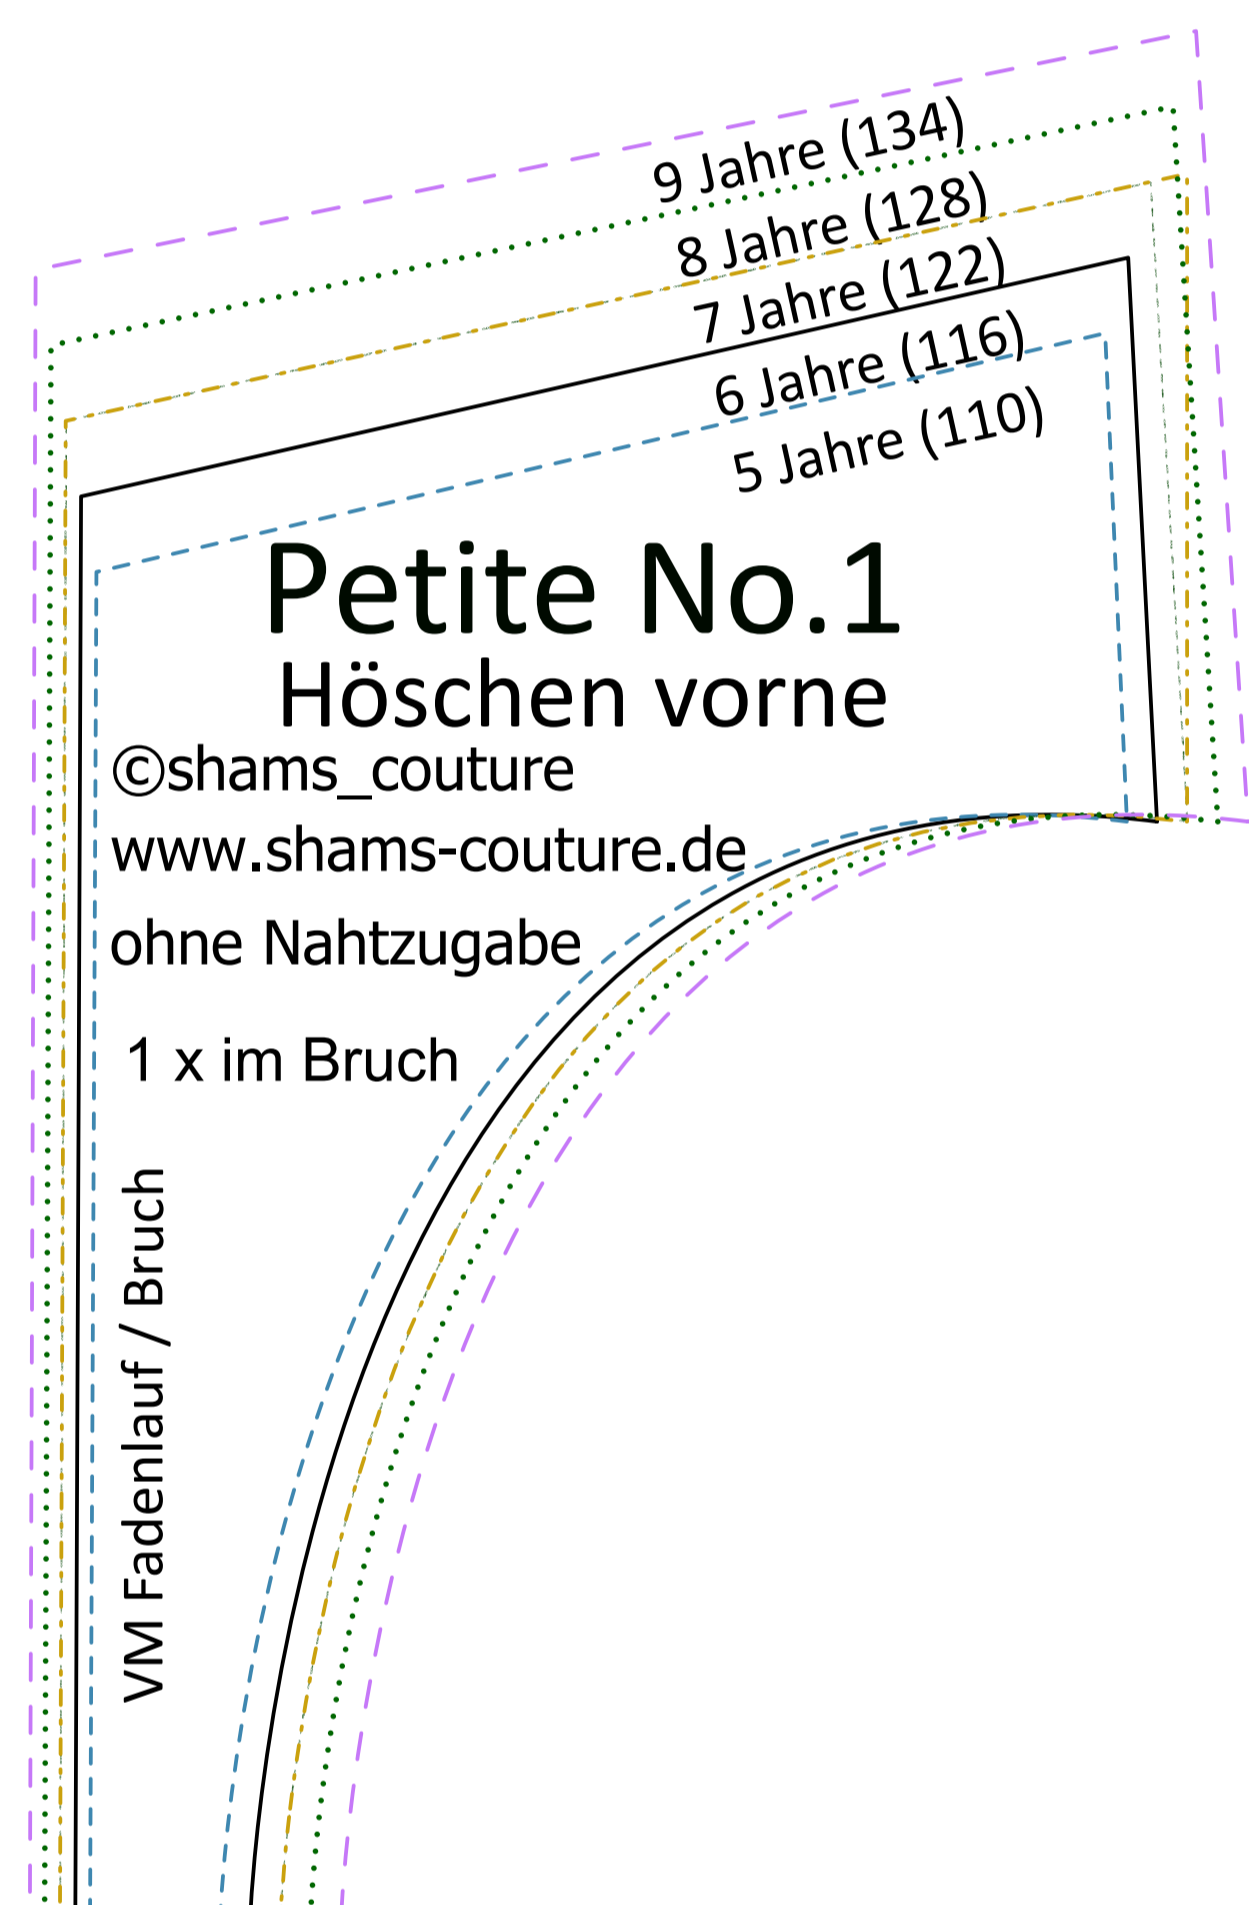 9 Jahre (134)
8 Jahre (128)
7 Jahre (122)
6 Jahre (116)
5 Jahre (110)
Petite No.1
Höschen vorne
©shams_couture
www.shams-couture.de
ohne Nahtzugabe
1 x im Bruch
VM Fadenlauf / Bruch